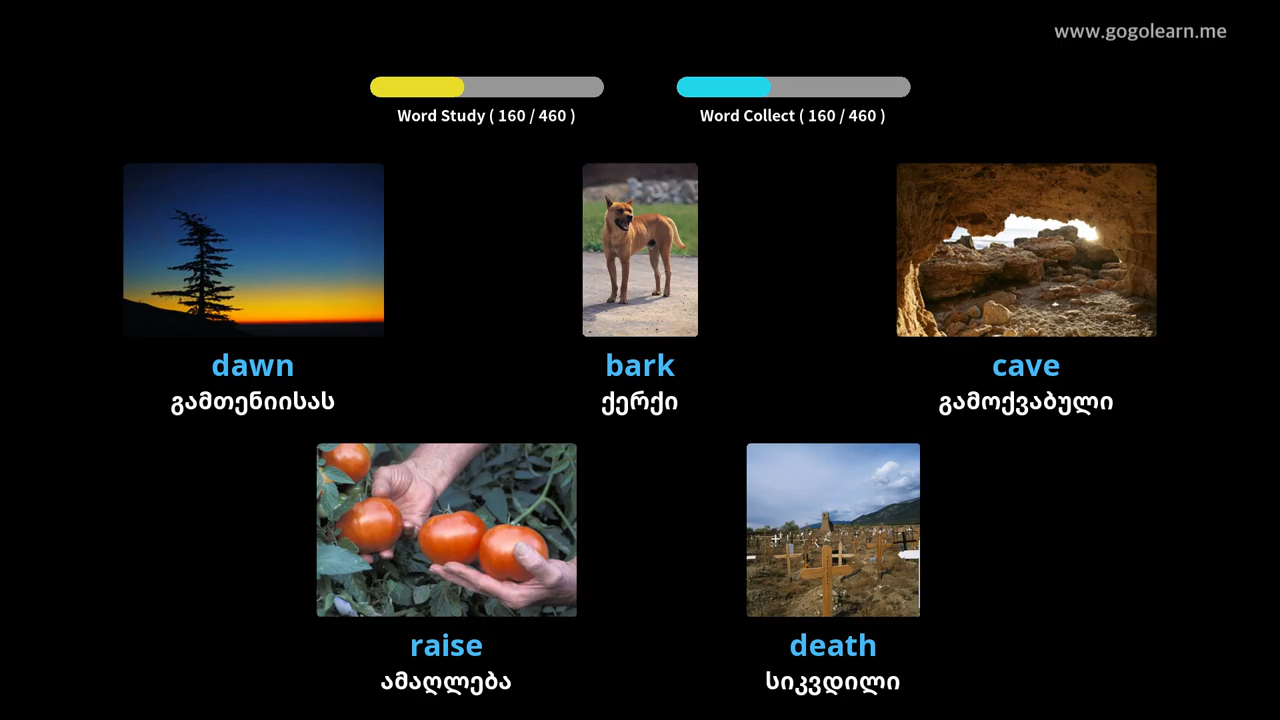 www.gogolearn.me
Word Study ( 160 / 460 )
Word Collect ( 160 / 460 )
dawn
გამთენიისას
bark
ქერქი
cave
გამოქვაბული
raise
ამაღლება
death
სიკვდილი